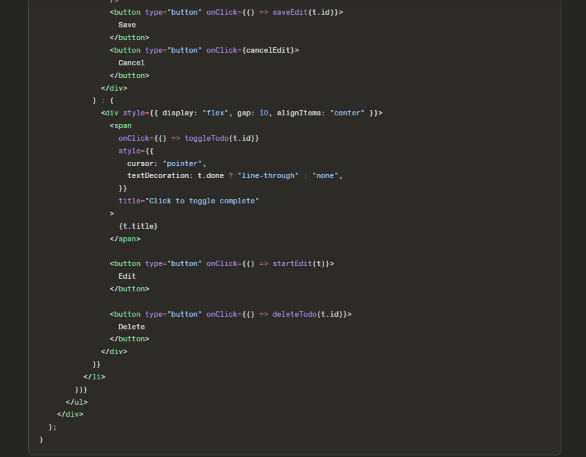 <button type="button" onClick={() => saveEdit(t.id)}>
Save
</button>
<button type="button" onClick={cancelEdit}>
Cancel
</button>
</div>
) : (
<div style={{ display: "flex", gap: 10, alignItems: "center" }}>
<span
onClick={() => toggleTodo(t.id)}
style={{
cursor: "pointer",
textDecoration: t.done ? "line-through" : "none",
}}
title="Click to toggle complete"
>
{t.title}
</span>
<button type="button" onClick={() => startEdit(t)}>
Edit
</button>
<button type="button" onClick={() => deleteTodo(t.id)}>
Delete
</button>
</div>
)}
</li>
))}
</ul>
</div>
);
}